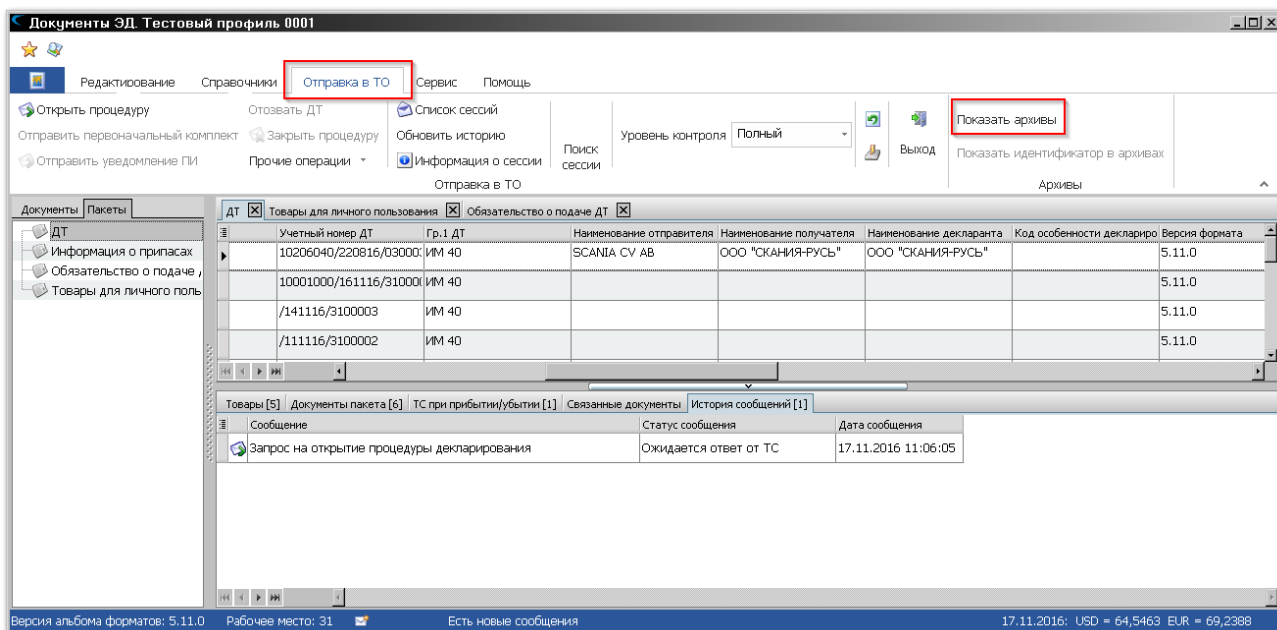 Документы ЭД. Тестовый профиль 0001
Редактирование Справочники Отправка в ТО Сервис Помощь
Открыть процедуру Отозвать ДТ Список сессий
Отправить первоначальный комплект Закрыть процедуру Обновить историю
Отправить уведомление ПИ Прочие операции Информация о сессии
Поиск сессии
Уровень контроля Полный
Выход
Показать архивы
Показать идентификатор в архивах
Отправка в ТО Архивы
Документы Пакеты
ДТ
Информация о припасах
Обязательство о подаче
Товары для личного поль
ДТ Товары для личного пользования Обязательство о подаче ДТ
Учетный номер ДТ Гр.1 ДТ Наименование отправителя Наименование получателя Наименование декларанта Код особенности деклариро Версия формата
10206040/220816/03000 ИМ 40 SCANIA CV AB ООО "СКАНИЯ-РУСЬ" ООО "СКАНИЯ-РУСЬ" 5.11.0
10001000/161116/31000 ИМ 40 5.11.0
/141116/3100003 ИМ 40 5.11.0
/111116/3100002 ИМ 40 5.11.0
Товары [5] Документы пакета [6] ТС при прибытии/убытии [1] Связанные документы История сообщений [1]
Сообщение Статус сообщения Дата сообщения
Запрос на открытие процедуры декларирования Ожидается ответ от ТС 17.11.2016 11:06:05
Версия альбома форматов: 5.11.0 Рабочее место: 31 Есть новые сообщения 17.11.2016: USD = 64,5463 EUR = 69,2388